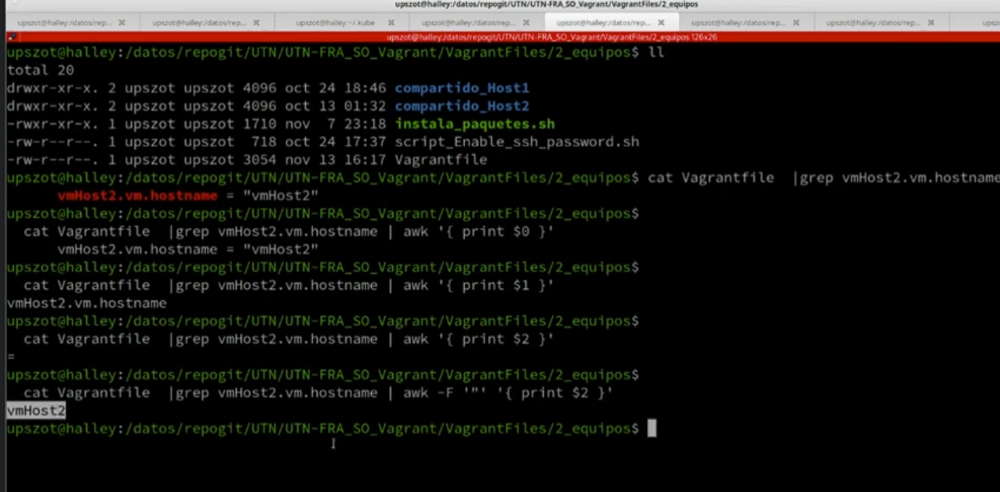 upszot@halley:/datos/repogit/UTN/UTN-FRA_SO_Vagrant/VagrantFiles/2_equipos
upszot@halley:/datos/rep... × upszot@halley:/datos/rep... × upszot@halley:~/.kube × upszot@halley:/datos/rep... × upszot@halley:/datos/rep... × upszot@halley:/datos/rep... × upszot@halley:/datos/rep... × upsz
upszot@halley:/datos/repogit/UTN/UTN-FRA_SO_Vagrant/VagrantFiles/2_equipos 126x26
upszot@halley:/datos/repogit/UTN/UTN-FRA_SO_Vagrant/VagrantFiles/2_equipos$ ll
total 20
drwxr-xr-x. 2 upszot upszot 4096 oct 24 18:46 compartido_Host1
drwxr-xr-x. 2 upszot upszot 4096 oct 13 01:32 compartido_Host2
-rwxr-xr-x. 1 upszot upszot 1710 nov  7 23:18 instala_paquetes.sh
-rw-r--r--. 1 upszot upszot  718 oct 24 17:37 script_Enable_ssh_password.sh
-rw-r--r--. 1 upszot upszot 3054 nov 13 16:17 Vagrantfile
upszot@halley:/datos/repogit/UTN/UTN-FRA_SO_Vagrant/VagrantFiles/2_equipos$ cat Vagrantfile  |grep vmHost2.vm.hostname
      vmHost2.vm.hostname = "vmHost2"
upszot@halley:/datos/repogit/UTN/UTN-FRA_SO_Vagrant/VagrantFiles/2_equipos$
  cat Vagrantfile  |grep vmHost2.vm.hostname | awk '{ print $0 }'
      vmHost2.vm.hostname = "vmHost2"
upszot@halley:/datos/repogit/UTN/UTN-FRA_SO_Vagrant/VagrantFiles/2_equipos$
  cat Vagrantfile  |grep vmHost2.vm.hostname | awk '{ print $1 }'
vmHost2.vm.hostname
upszot@halley:/datos/repogit/UTN/UTN-FRA_SO_Vagrant/VagrantFiles/2_equipos$
  cat Vagrantfile  |grep vmHost2.vm.hostname | awk '{ print $2 }'
=
upszot@halley:/datos/repogit/UTN/UTN-FRA_SO_Vagrant/VagrantFiles/2_equipos$
  cat Vagrantfile  |grep vmHost2.vm.hostname | awk -F '"' '{ print $2 }'
vmHost2
upszot@halley:/datos/repogit/UTN/UTN-FRA_SO_Vagrant/VagrantFiles/2_equipos$